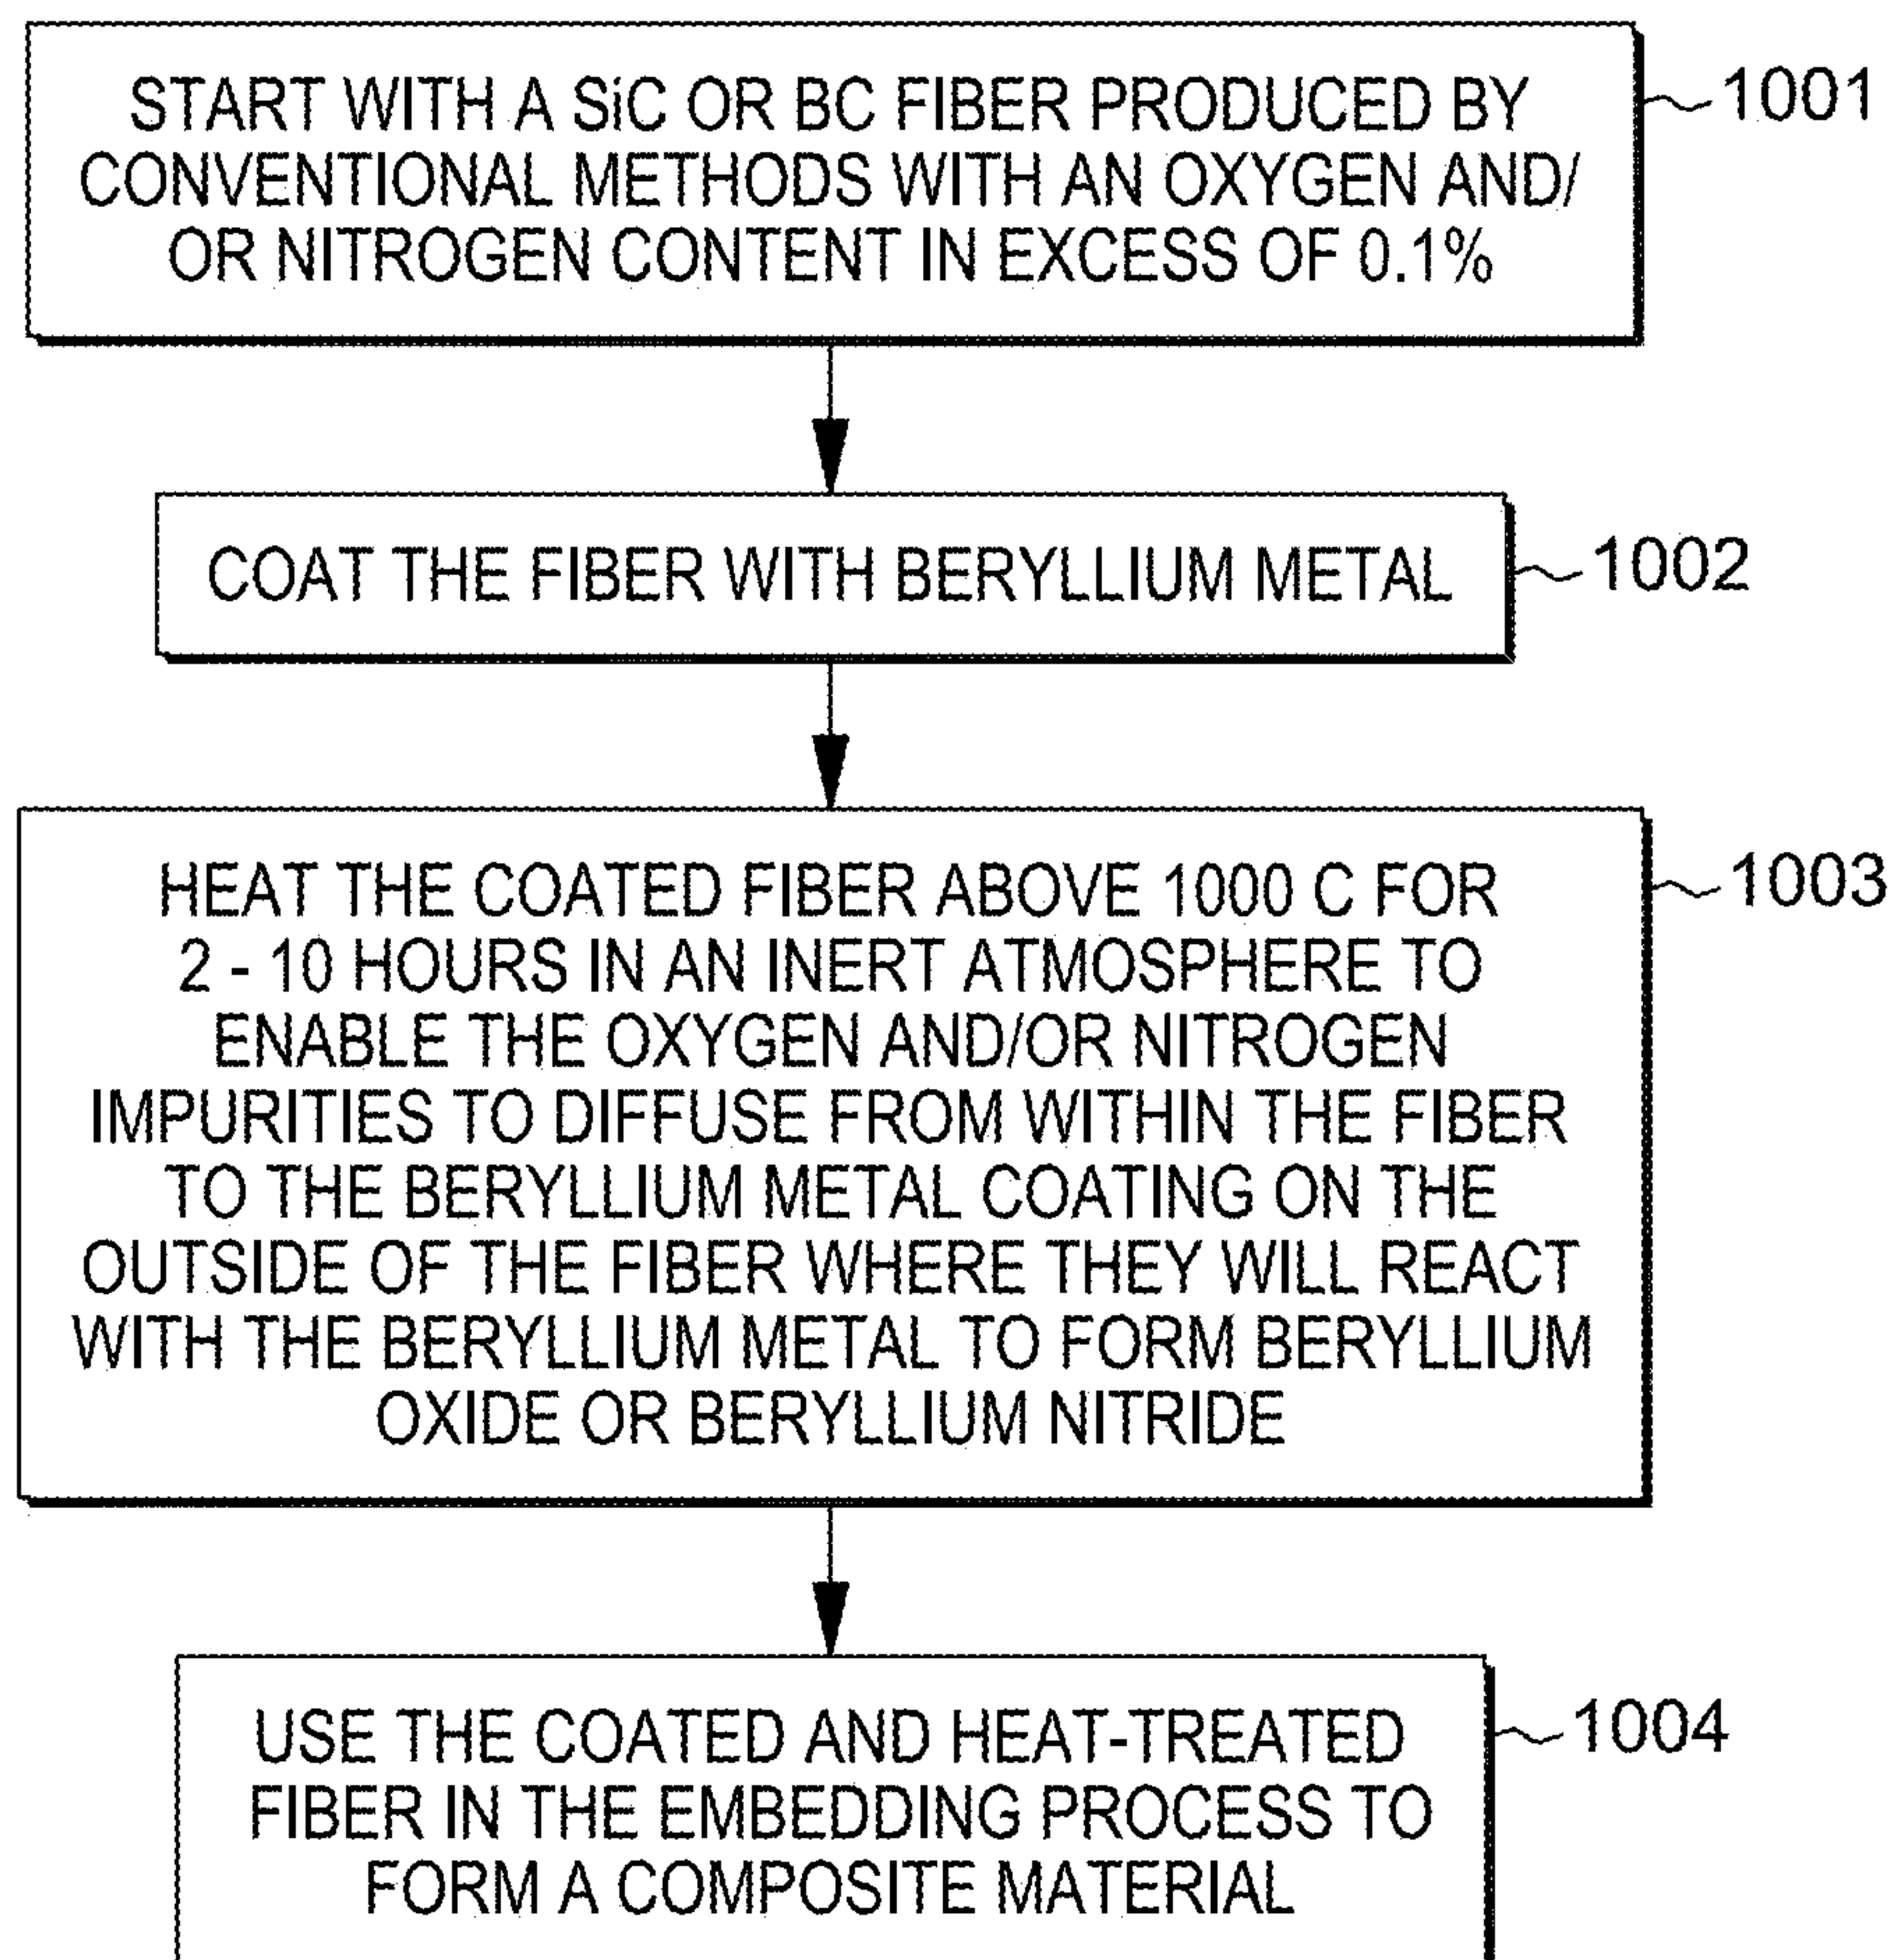 START WITH A SiC OR BC FIBER PRODUCED BY
CONVENTIONAL METHODS WITH AN OXYGEN AND/
OR NITROGEN CONTENT IN EXCESS OF 0.1%
1001
COAT THE FIBER WITH BERYLLIUM METAL
1002
HEAT THE COATED FIBER ABOVE 1000 C FOR
2 - 10 HOURS IN AN INERT ATMOSPHERE TO
ENABLE THE OXYGEN AND/OR NITROGEN
IMPURITIES TO DIFFUSE FROM WITHIN THE FIBER
TO THE BERYLLIUM METAL COATING ON THE
OUTSIDE OF THE FIBER WHERE THEY WILL REACT
WITH THE BERYLLIUM METAL TO FORM BERYLLIUM
OXIDE OR BERYLLIUM NITRIDE
1003
USE THE COATED AND HEAT-TREATED
FIBER IN THE EMBEDDING PROCESS TO
FORM A COMPOSITE MATERIAL
1004